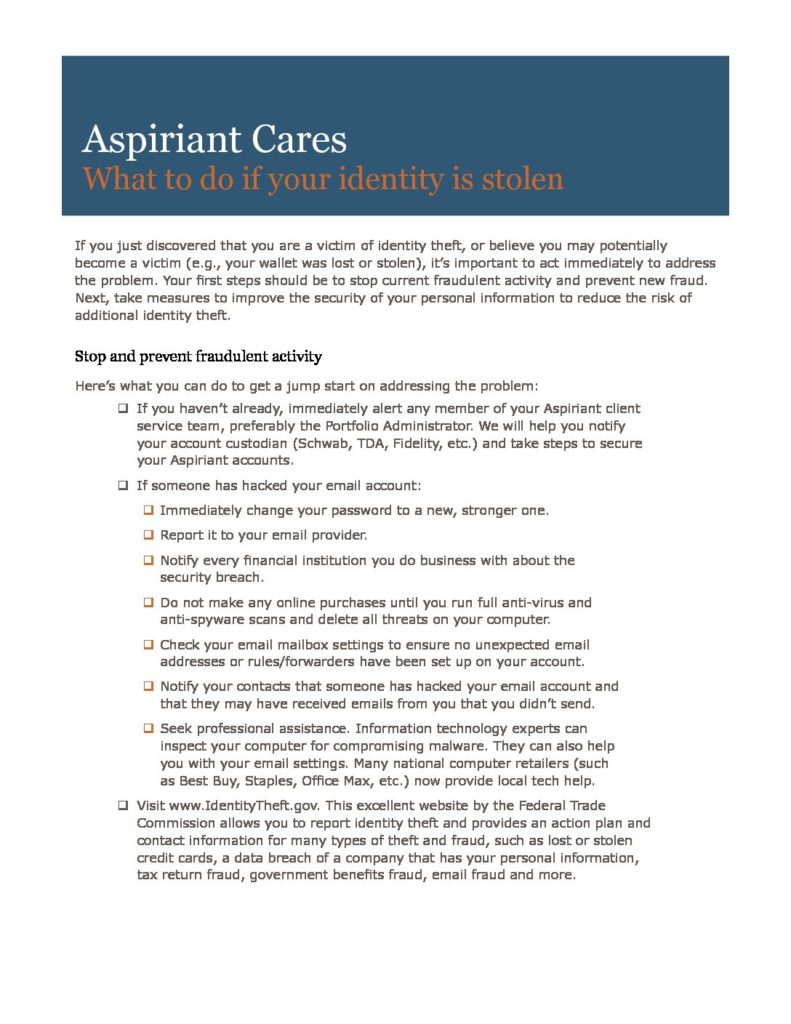 Aspiriant Cares
What to do if your identity is stolen
If you just discovered that you are a victim of identity theft, or believe you may potentially
become a victim (e.g., your wallet was lost or stolen), it's important to act immediately to address
the problem. Your first steps should be to stop current fraudulent activity and prevent new fraud.
Next, take measures to improve the security of your personal information to reduce the risk of
additional identity theft.
Stop and prevent fraudulent activity
Here's what you can do to get a jump start on addressing the problem:
❑ If you haven't already, immediately alert any member of your Aspiriant client
service team, preferably the Portfolio Administrator. We will help you notify
your account custodian (Schwab, TDA, Fidelity, etc.) and take steps to secure
your Aspiriant accounts.
❑ If someone has hacked your email account:
❑ Immediately change your password to a new, stronger one.
❑ Report it to your email provider.
❑ Notify every financial institution you do business with about the
security breach.
❑ Do not make any online purchases until you run full anti-virus and
anti-spyware scans and delete all threats on your computer.
❑ Check your email mailbox settings to ensure no unexpected email
addresses or rules/forwarders have been set up on your account.
❑ Notify your contacts that someone has hacked your email account and
that they may have received emails from you that you didn't send.
❑ Seek professional assistance. Information technology experts can
inspect your computer for compromising malware. They can also help
you with your email settings. Many national computer retailers (such
as Best Buy, Staples, Office Max, etc.) now provide local tech help.
❑ Visit www.IdentityTheft.gov. This excellent website by the Federal Trade
Commission allows you to report identity theft and provides an action plan and
contact information for many types of theft and fraud, such as lost or stolen
credit cards, a data breach of a company that has your personal information,
tax return fraud, government benefits fraud, email fraud and more.